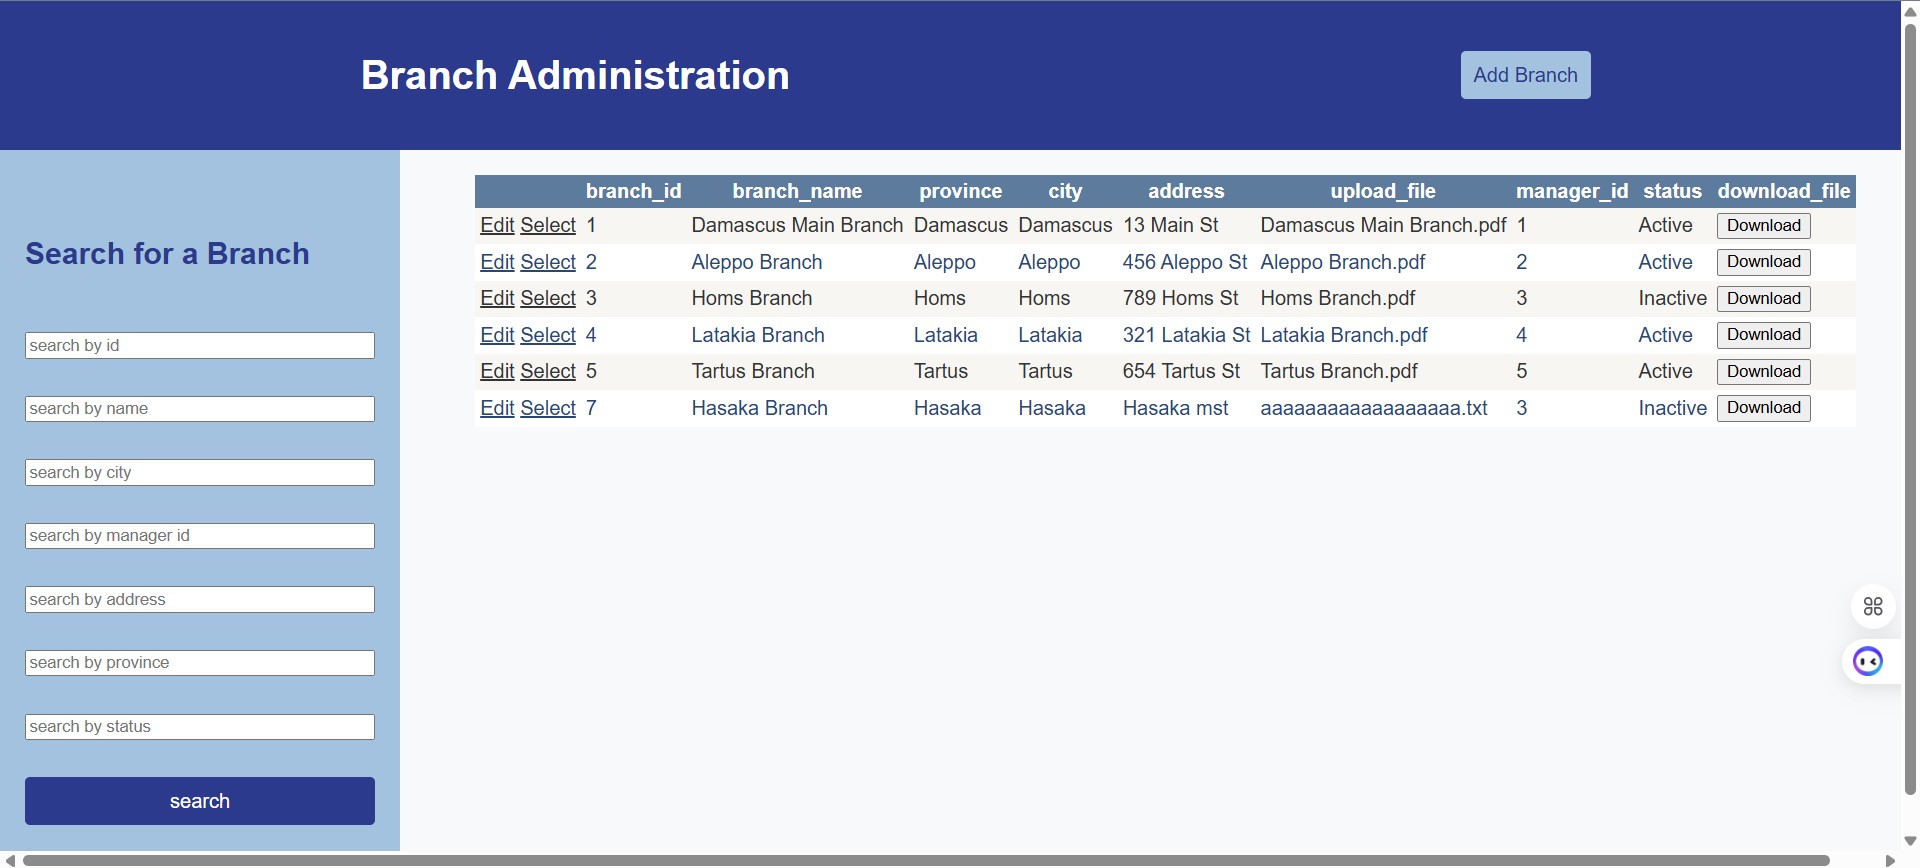 Branch Administration
Add Branch
Search for a Branch
search by id
search by name
search by city
search by manager id
search by address
search by province
search by status
search
branch_id branch_name province city address upload_file manager_id status download_file
Edit Select 1 Damascus Main Branch Damascus Damascus 13 Main St Damascus Main Branch.pdf 1 Active Download
Edit Select 2 Aleppo Branch Aleppo Aleppo 456 Aleppo St Aleppo Branch.pdf 2 Active Download
Edit Select 3 Homs Branch Homs Homs 789 Homs St Homs Branch.pdf 3 Inactive Download
Edit Select 4 Latakia Branch Latakia Latakia 321 Latakia St Latakia Branch.pdf 4 Active Download
Edit Select 5 Tartus Branch Tartus Tartus 654 Tartus St Tartus Branch.pdf 5 Active Download
Edit Select 7 Hasaka Branch Hasaka Hasaka Hasaka mst aaaaaaaaaaaaaaaaaa.txt 3 Inactive Download